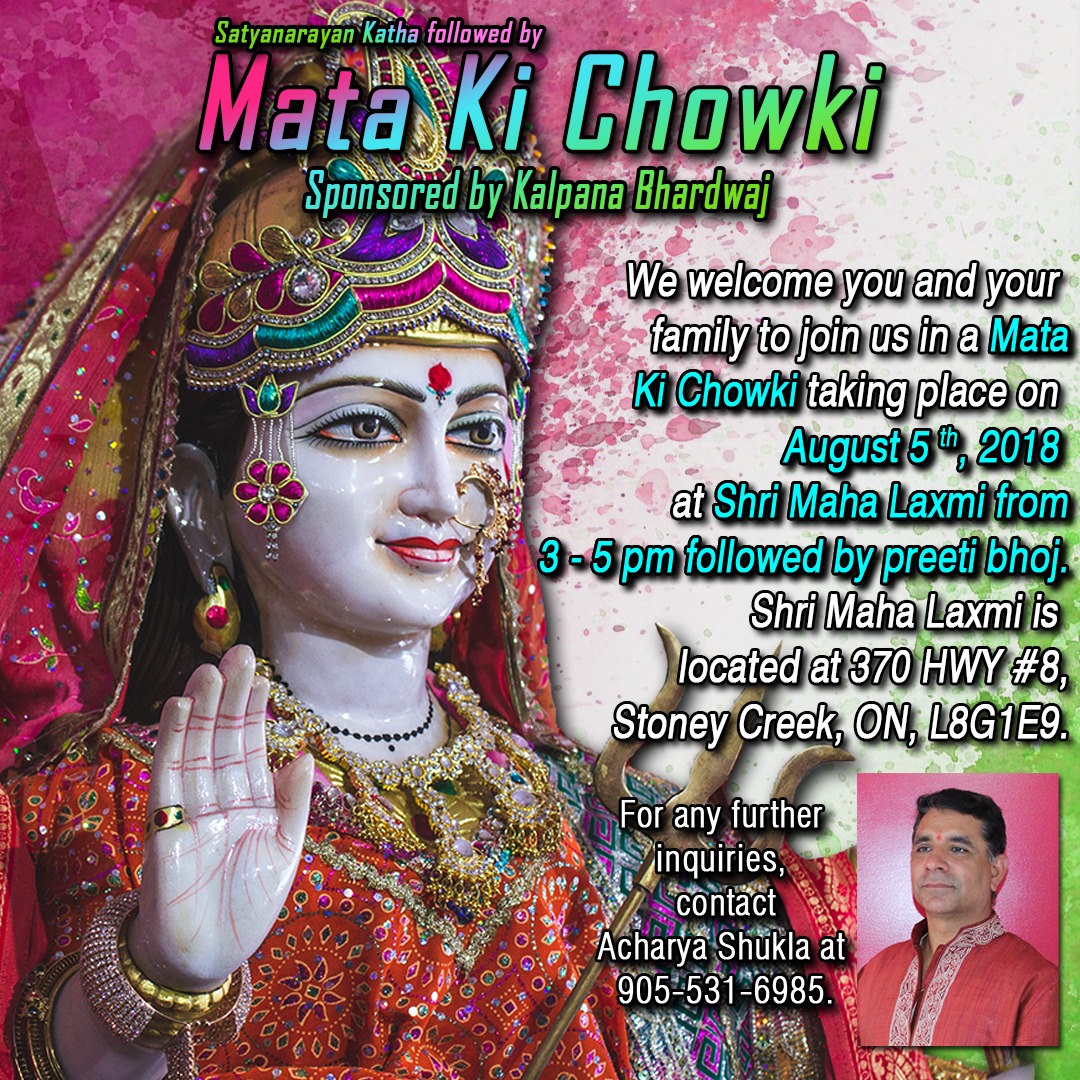 Satyanarayan Katha followed by
Mata Ki Chowki
Sponsored by Kalpana Bhardwaj
We welcome you and your
family to join us in a Mata
Ki Chowki taking place on
August 5th, 2018
at Shri Maha Laxmi from
3 - 5 pm followed by preeti bhoj.
Shri Maha Laxmi is
located at 370 HWY #8,
Stoney Creek, ON, L8G1E9.
For any further
inquiries,
contact
Acharya Shukla at
905-531-6985.